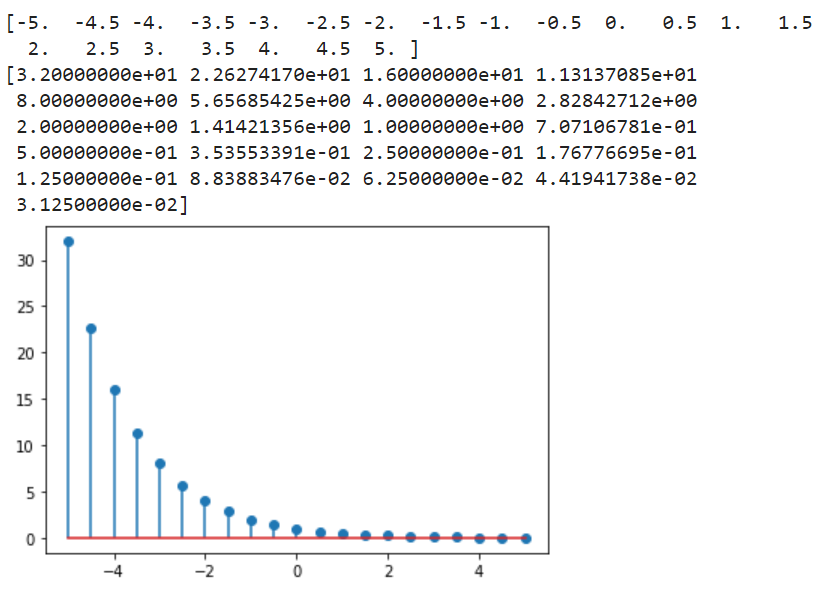 [-5.  -4.5 -4.  -3.5 -3.  -2.5 -2.  -1.5 -1.  -0.5  0.   0.5  1.   1.5
  2.   2.5  3.   3.5  4.   4.5  5. ]
[3.20000000e+01 2.26274170e+01 1.60000000e+01 1.13137085e+01
 8.00000000e+00 5.65685425e+00 4.00000000e+00 2.82842712e+00
 2.00000000e+00 1.41421356e+00 1.00000000e+00 7.07106781e-01
 5.00000000e-01 3.53553391e-01 2.50000000e-01 1.76776695e-01
 1.25000000e-01 8.83883476e-02 6.25000000e-02 4.41941738e-02
 3.12500000e-02]
30
25
20
15
10
5
0
−4 −2 0 2 4